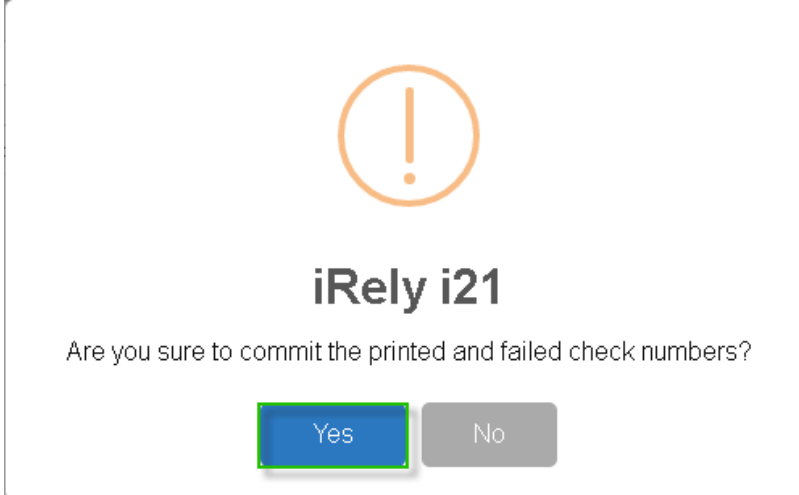 iRely i21
Are you sure to commit the printed and failed check numbers?
Yes
No